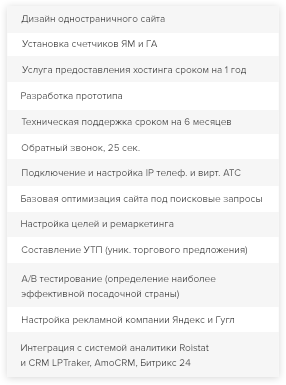 Дизайн одностраничного сайта
Установка счетчиков ЯМ и ГА
Услуга предоставления хостинга сроком на 1 год
Разработка прототипа
Техническая поддержка сроком на 6 месяцев
Обратный звонок, 25 сек.
Подключение и настройка IP телеф. и вирт. АТС
Базовая оптимизация сайта под поисковые запросы
Настройка целей и ремаркетинга
Составление УТП (уник. торгового предложения)
A/B тестирование (определение наиболее
эффективной посадочной страны)
Настройка рекламной компании Яндекс и Гугл
Интеграция с системой аналитики Roistat
и CRM LPTraker, AmoCRM, Битрикс 24